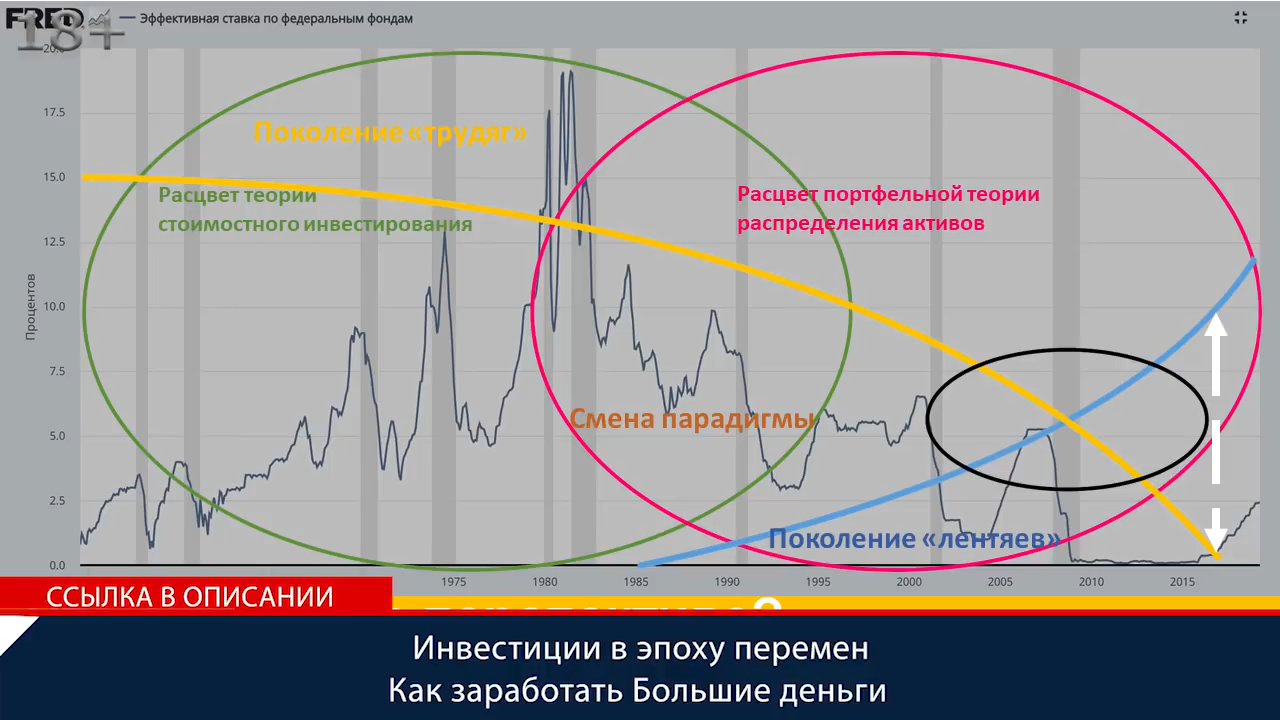 FRED — Эффективная ставка по федеральным фондам
18+
20.0
17.5
15.0
12.5
10.0
7.5
5.0
2.5
0.0
Процентов
Поколение «трудяг»
Расцвет теории
стоимостного инвестирования
Расцвет портфельной теории
распределения активов
Смена парадигмы
Поколение «лентяев»
1975 1980 1985 1990 1995 2000 2005 2010 2015
ССЫЛКА В ОПИСАНИИ
Инвестиции в эпоху перемен
Как заработать Большие деньги